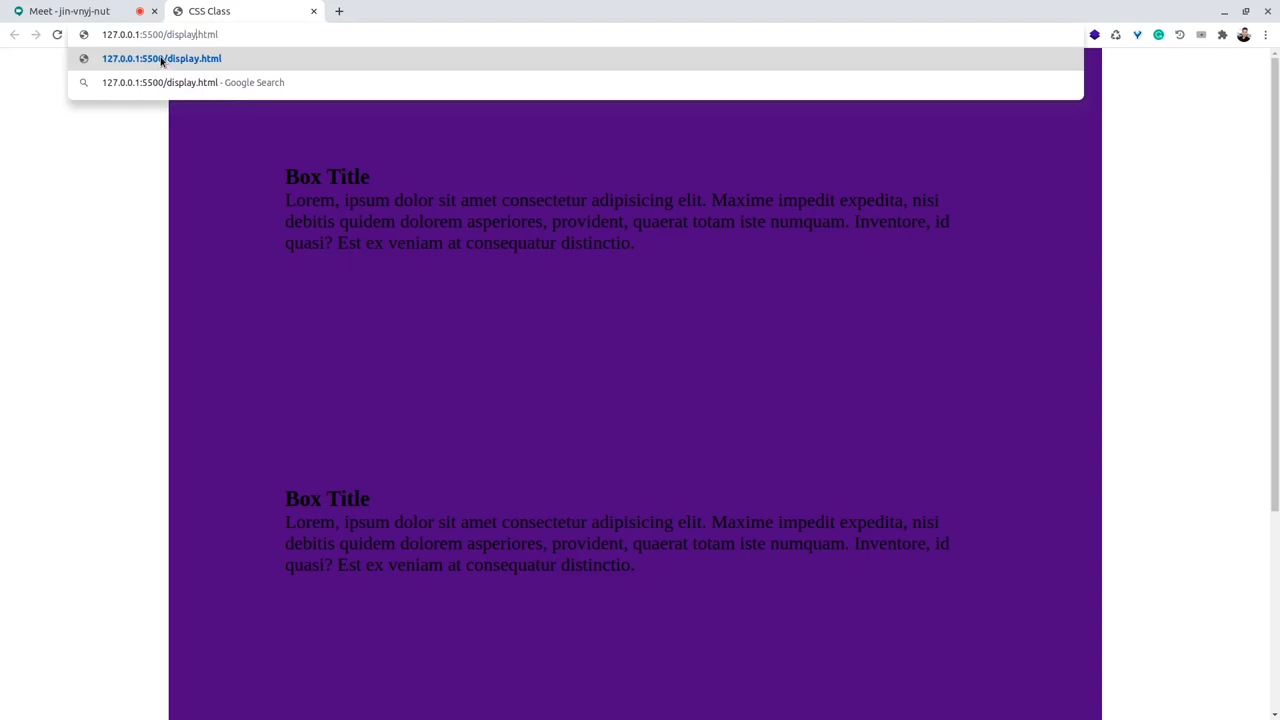 Meet - jin-vnyj-nut
CSS Class
127.0.0.1:5500/display.html
127.0.0.1:5500/display.html
127.0.0.1:5500/display.html - Google Search
Box Title
Lorem, ipsum dolor sit amet consectetur adipisicing elit. Maxime impedit expedita, nisi
debitis quidem dolorem asperiores, provident, quaerat totam iste numquam. Inventore, id
quasi? Est ex veniam at consequatur distinctio.
Box Title
Lorem, ipsum dolor sit amet consectetur adipisicing elit. Maxime impedit expedita, nisi
debitis quidem dolorem asperiores, provident, quaerat totam iste numquam. Inventore, id
quasi? Est ex veniam at consequatur distinctio.